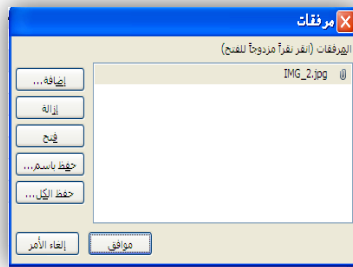 مرفقات
المرفقات (انقر نقراً مزدوجاً للفتح)
IMG_2.jpg
إضافة...
إزالة
فتح
حفظ باسم...
حفظ الكل...
موافق
إلغاء الأمر